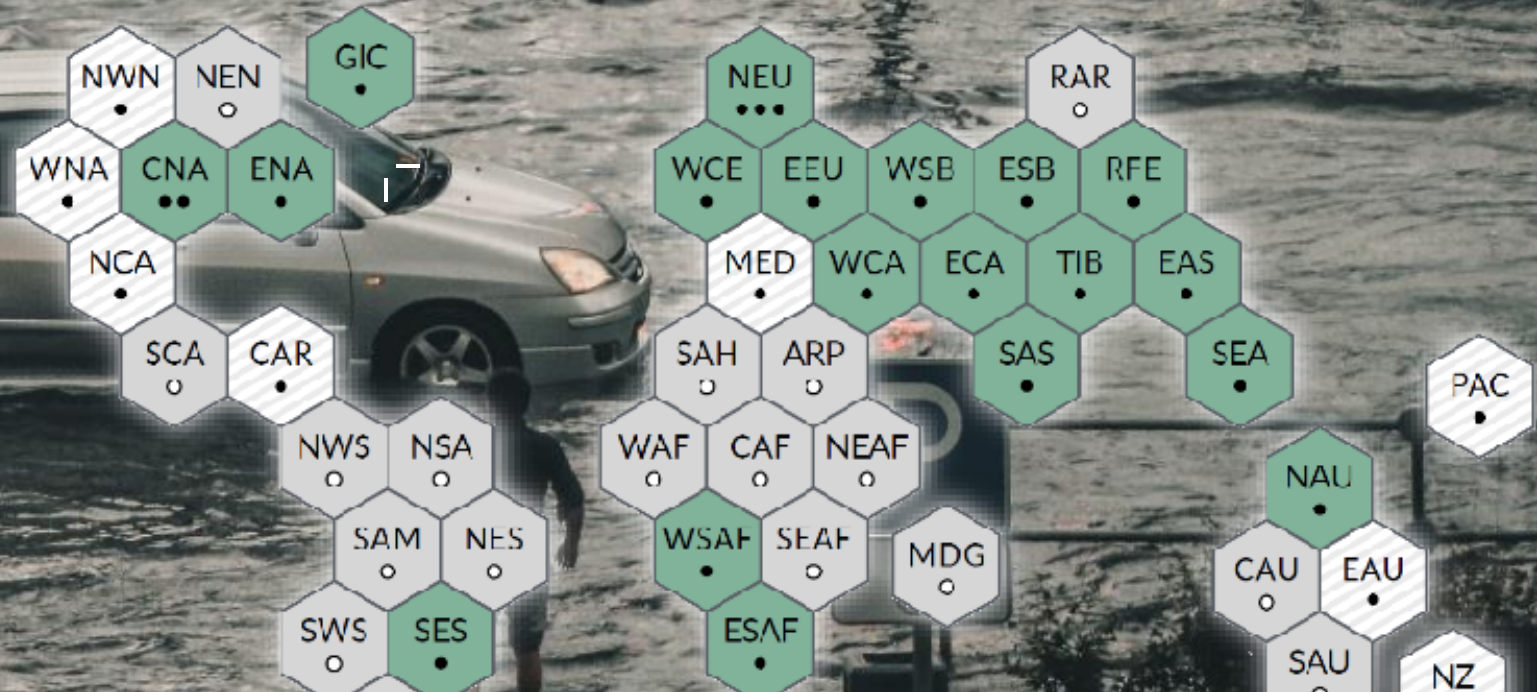 GIC
NWN NEN NEU RAR
WNA CNA ENA WCE EEU WSB ESB RFE
NCA MED WCA ECA TIB EAS
SCA CAR SAH ARP SAS SEA
PAC
NWS NSA WAF CAF NEAF
NAU
SAM NES WSAF SEAF MDG
CAU EAU
SWS SES ESAF
SAU NZ